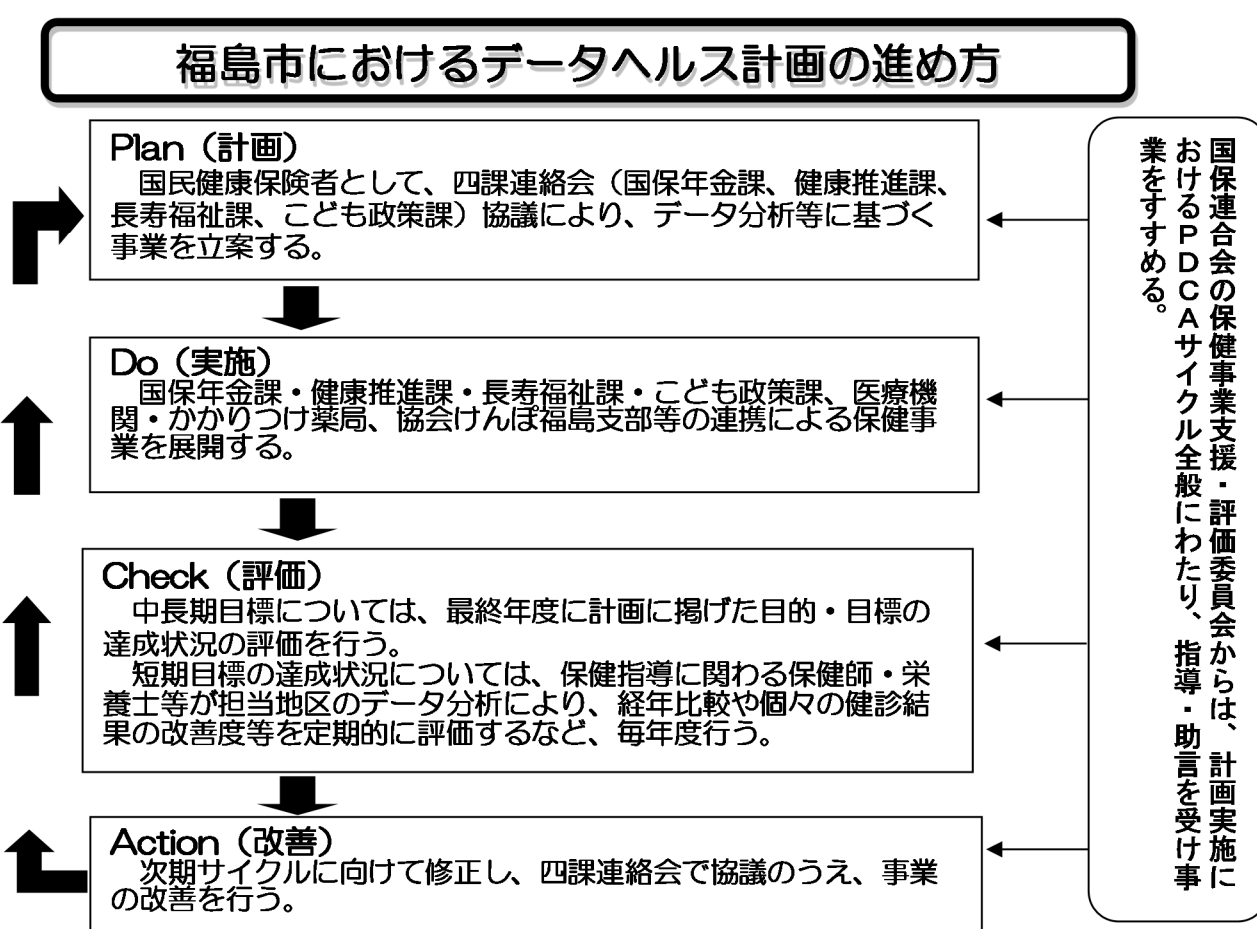 福島市におけるデータヘルス計画の進め方
Plan（計画）
国民健康保険者として、四課連絡会（国保年金課、健康推進課、
長寿福祉課、こども政策課）協議により、データ分析等に基づく
事業を立案する。
Do（実施）
国保年金課・健康推進課・長寿福祉課・こども政策課、医療機
関・かかりつけ薬局、協会けんぽ福島支部等の連携による保健事
業を展開する。
Check（評価）
中長期目標については、最終年度に計画に掲げた目的・目標の
達成状況の評価を行う。
短期目標の達成状況については、保健指導に関わる保健師・栄
養士等が担当地区のデータ分析により、経年比較や個々の健診結
果の改善度等を定期的に評価するなど、毎年度行う。
Action（改善）
次期サイクルに向けて修正し、四課連絡会で協議のうえ、事業
の改善を行う。
国保連合会の保健事業支援・評価委員会からは、計画実施に
おけるＰＤＣＡサイクル全般にわたり、指導・助言を受け事
業をすすめる。